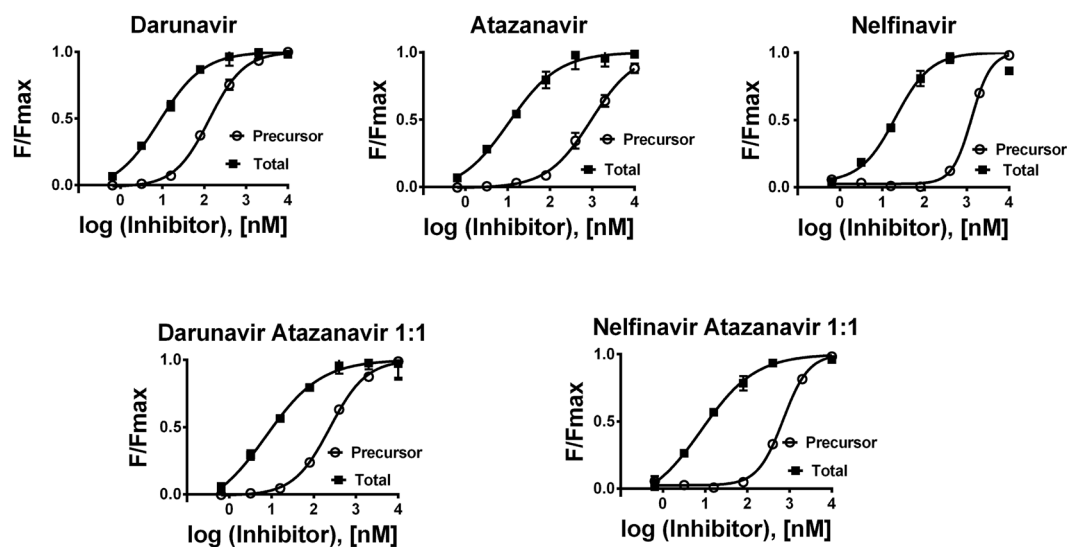 Darunavir
F/Fmax
1.0
0.5
0.0
Precursor
Total
0 1 2 3 4
log (Inhibitor), [nM]
Atazanavir
F/Fmax
1.0
0.5
0.0
Precursor
Total
0 1 2 3 4
log (Inhibitor), [nM]
Nelfinavir
F/Fmax
1.0
0.5
0.0
Precursor
Total
0 1 2 3 4
log (Inhibitor), [nM]
Darunavir Atazanavir 1:1
F/Fmax
1.0
0.5
0.0
Precursor
Total
0 1 2 3 4
log (Inhibitor), [nM]
Nelfinavir Atazanavir 1:1
F/Fmax
1.0
0.5
0.0
Precursor
Total
0 1 2 3 4
log (Inhibitor), [nM]